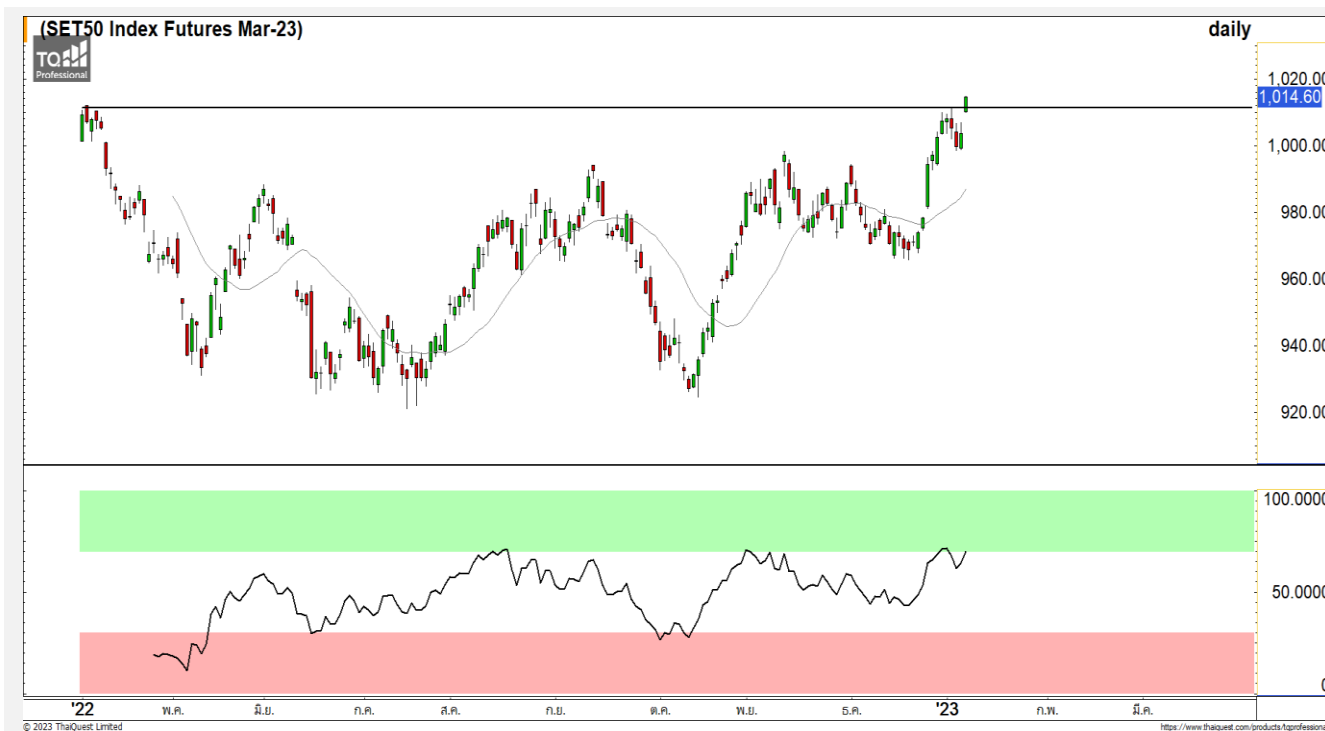 (SET50 Index Futures Mar-23)
daily
TQ
Professional
1,020.00
1,014.60
1,000.00
980.00
960.00
940.00
920.00
100.0000
50.0000
0
'22 พ.ค. มิ.ย. ก.ค. ส.ค. ก.ย. ต.ค. พ.ย. ธ.ค. '23 ก.พ. มี.ค.
© 2023 ThaiQuest Limited
https://www.thaiquest.com/products/tqprofessional